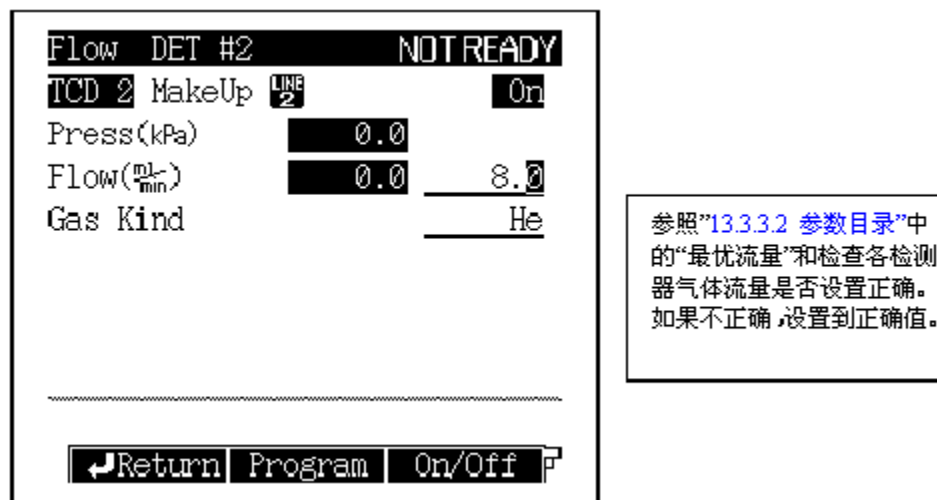 Flow DET #2 NOT READY
TCD 2 MakeUp LINE 2 On
Press(kPa) 0.0
Flow(mL/min) 0.0 8.0
Gas Kind He
↵Return Program On/Off P
参照”13.3.3.2 参数目录”中
的“最优流量”和检查各检测
器气体流量是否设置正确。
如果不正确,设置到正确值。